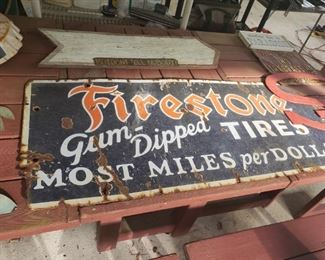 Firestone
Gum-Dipped TIRES
MOST MILES per DOLL